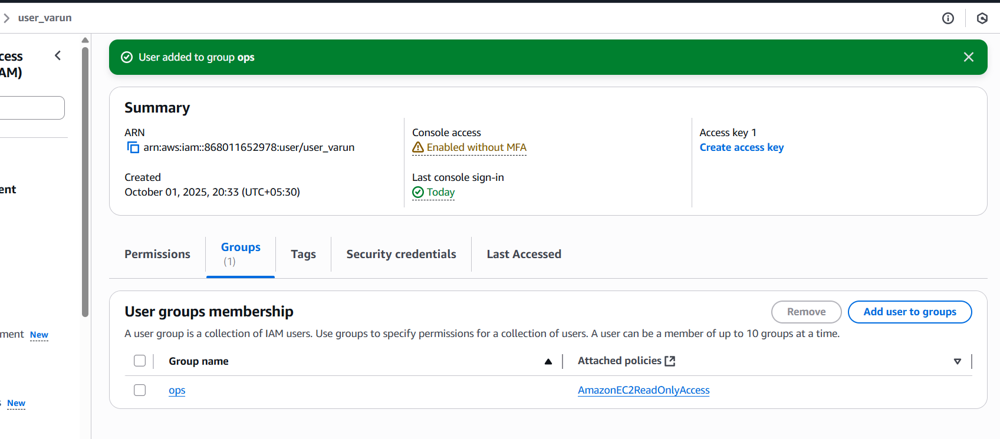 user_varun
cess
AM)
User added to group ops
Summary
ARN
arn:aws:iam::868011652978:user/user_varun
Created
October 01, 2025, 20:33 (UTC+05:30)
Console access
Enabled without MFA
Last console sign-in
Today
Access key 1
Create access key
ent
ment New
s New
Permissions
Groups
(1)
Tags
Security credentials
Last Accessed
User groups membership
Remove
Add user to groups
A user group is a collection of IAM users. Use groups to specify permissions for a collection of users. A user can be a member of up to 10 groups at a time.
Group name
Attached policies
ops
AmazonEC2ReadOnlyAccess